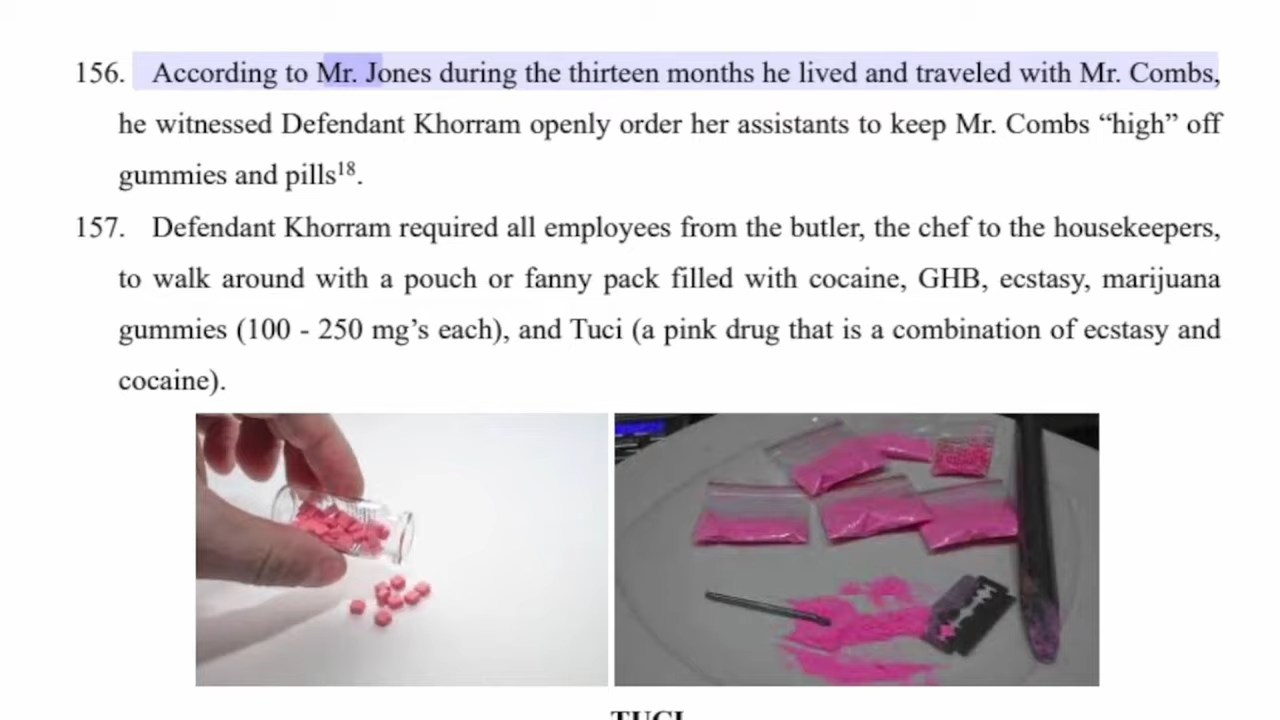 156. According to Mr. Jones during the thirteen months he lived and traveled with Mr. Combs,
he witnessed Defendant Khorram openly order her assistants to keep Mr. Combs “high” off
gummies and pills¹⁸.
157. Defendant Khorram required all employees from the butler, the chef to the housekeepers,
to walk around with a pouch or fanny pack filled with cocaine, GHB, ecstasy, marijuana
gummies (100 - 250 mg’s each), and Tuci (a pink drug that is a combination of ecstasy and
cocaine).
TUCI